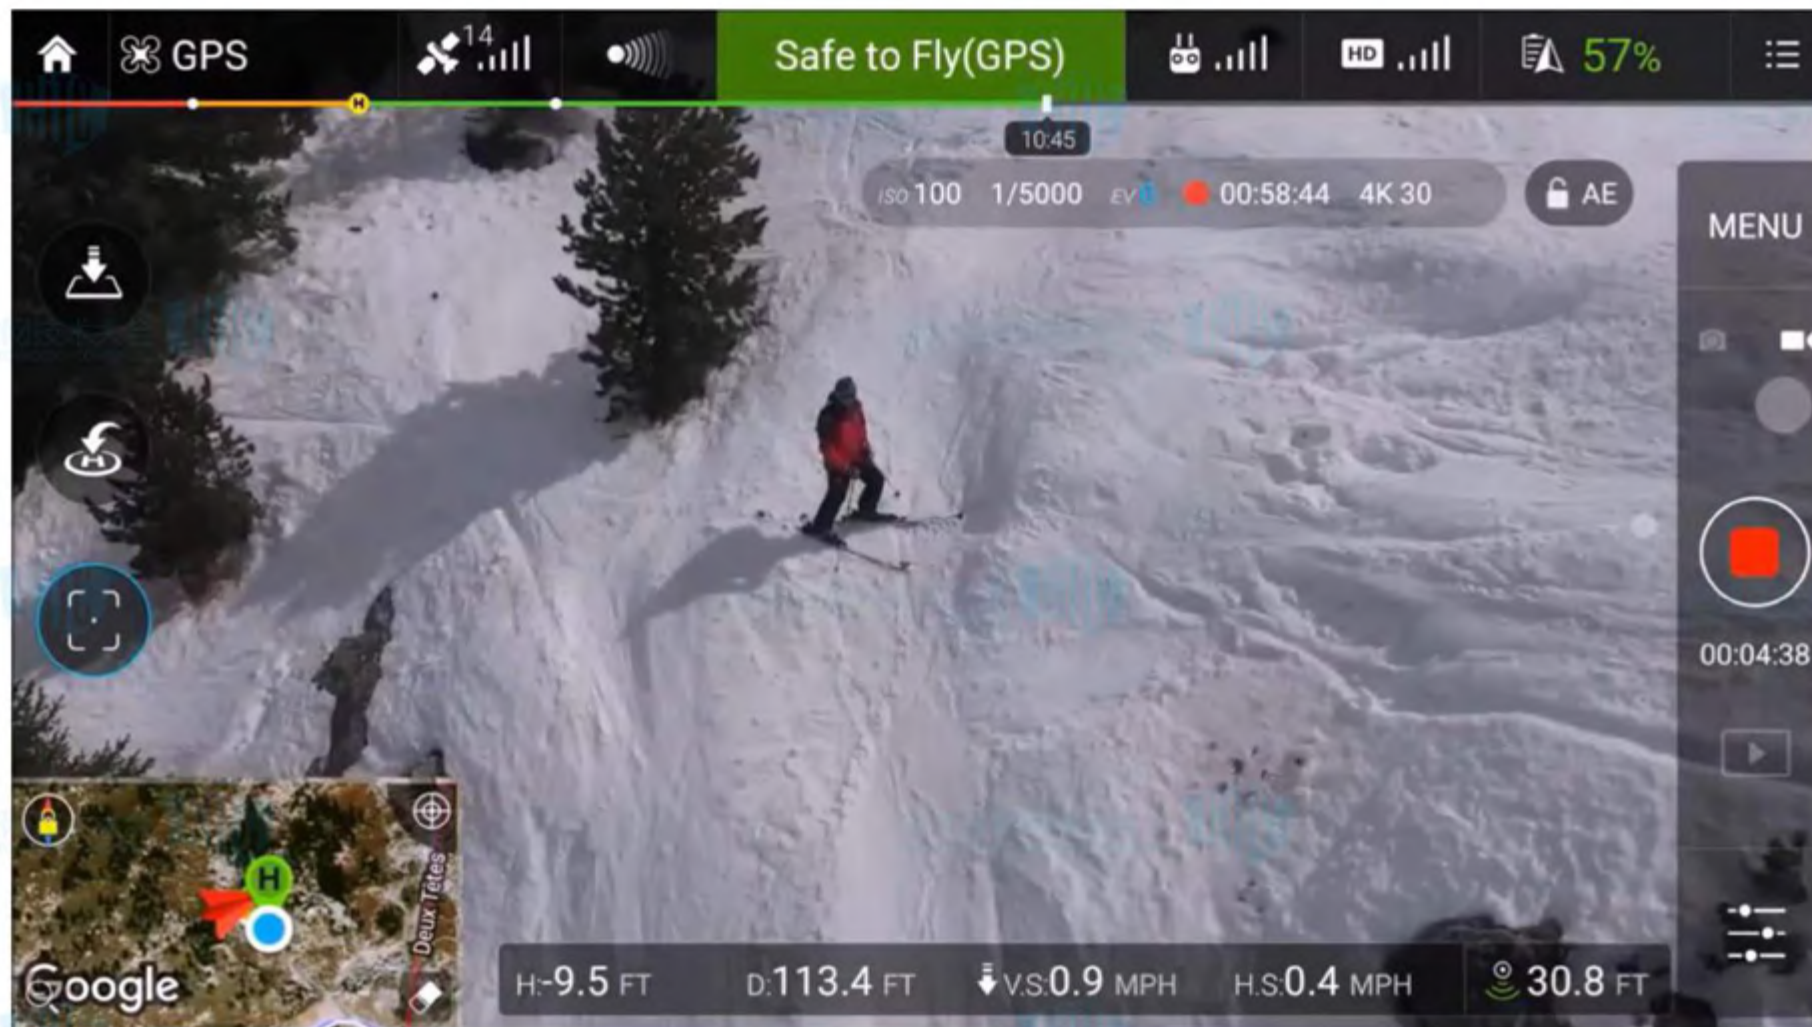 GPS
14
Safe to Fly(GPS)
HD
57%
H
10:45
ISO 100 1/5000 EV 00:58:44 4K 30
AE
MENU
H
00:04:38
H
Deux Têtes
Google
H:-9.5 FT D:113.4 FT V.S:0.9 MPH H.S:0.4 MPH 30.8 FT